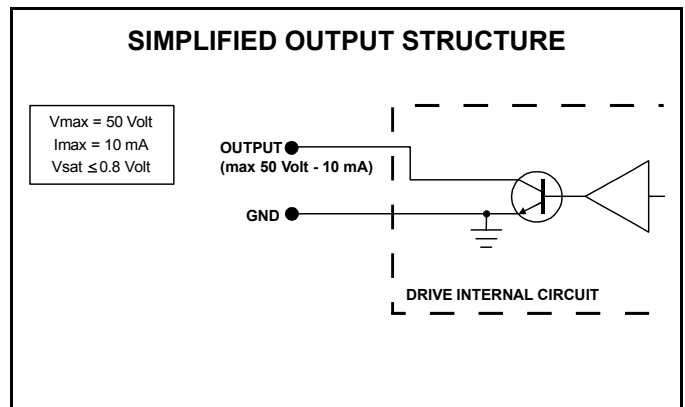 SIMPLIFIED OUTPUT STRUCTURE
Vmax = 50 Volt
Imax = 10 mA
Vsat ≤ 0.8 Volt
OUTPUT
(max 50 Volt - 10 mA)
GND
DRIVE INTERNAL CIRCUIT